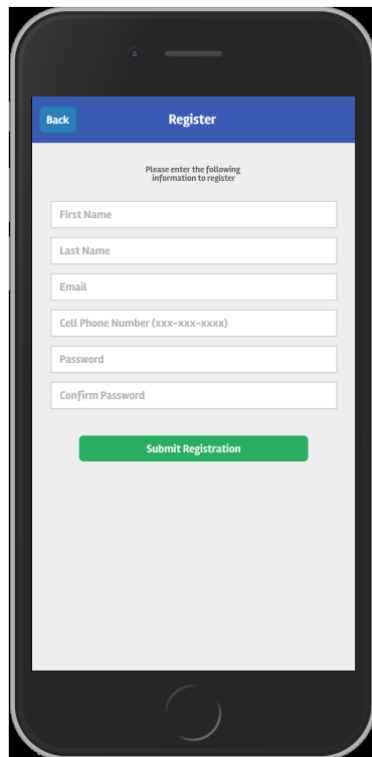 Back
Register
Please enter the following
information to register
First Name
Last Name
Email
Cell Phone Number (xxx-xxx-xxxx)
Password
Confirm Password
Submit Registration